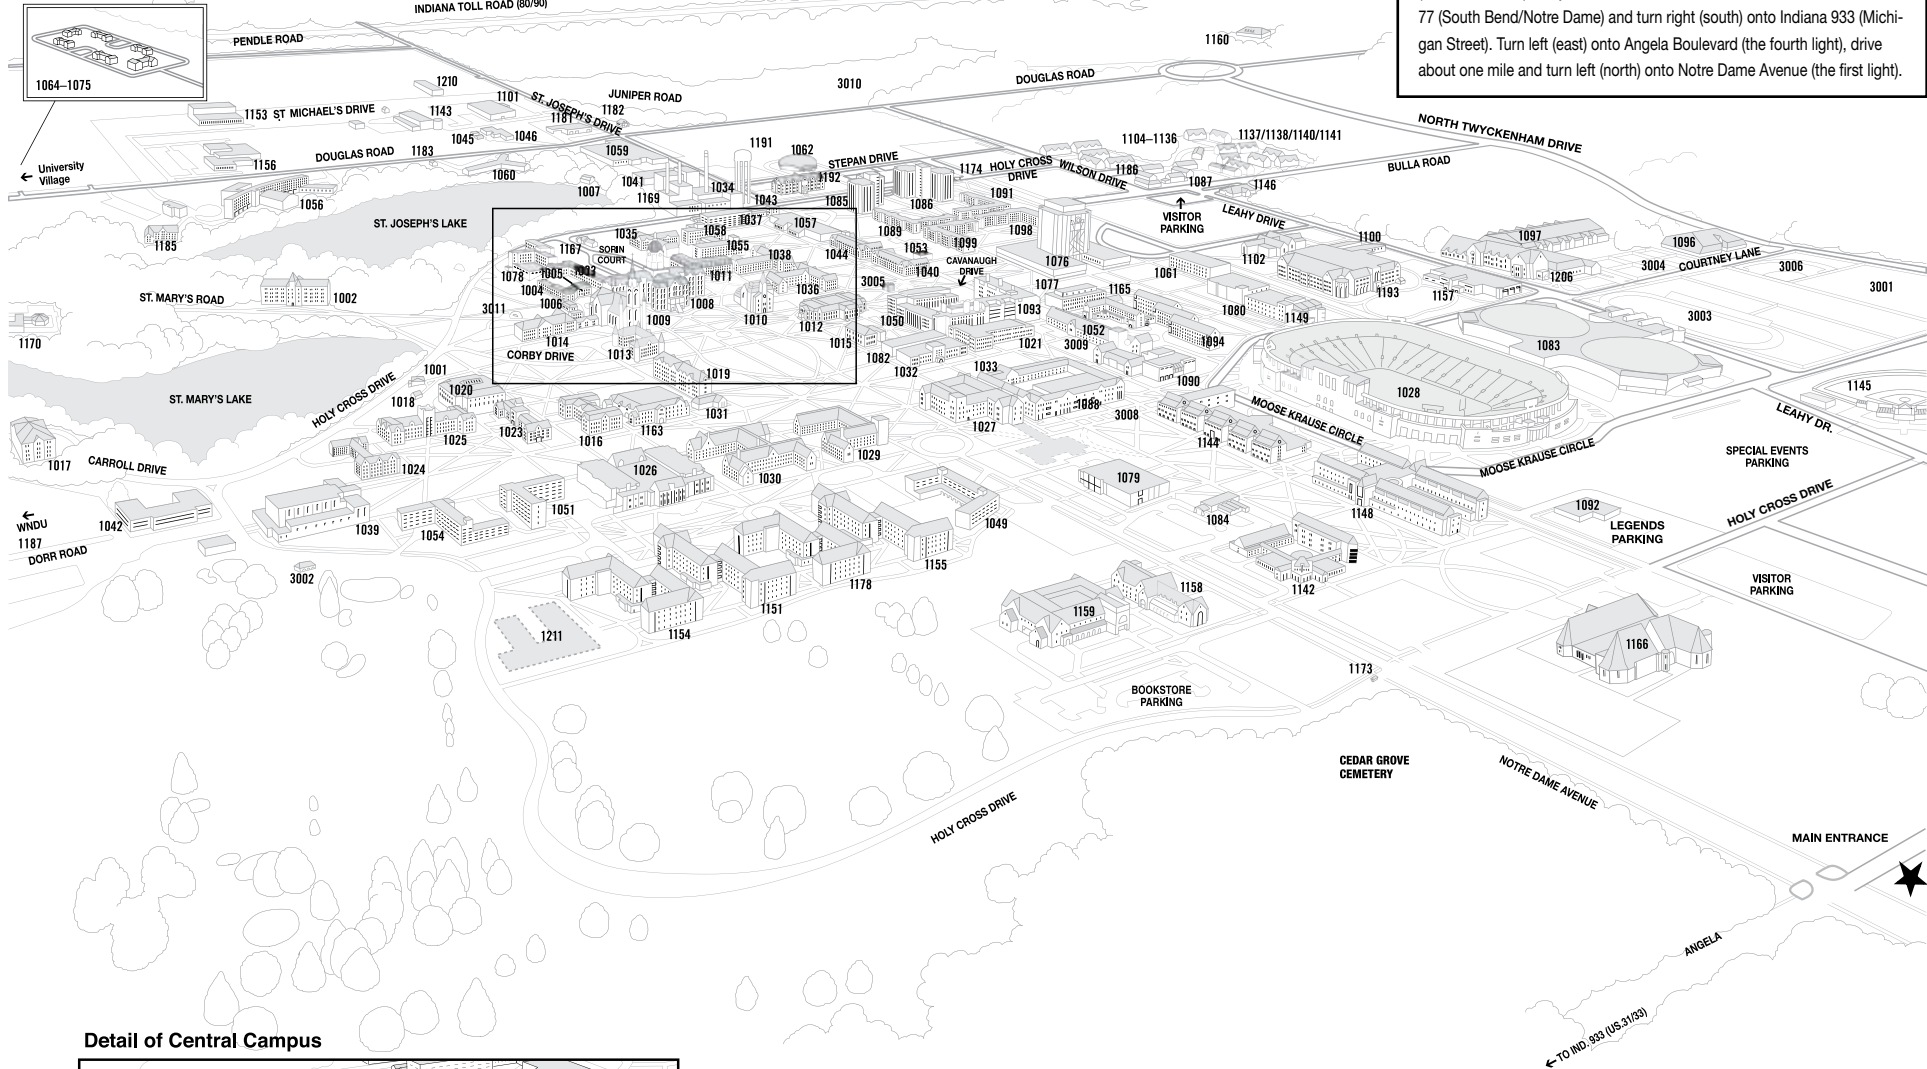 INDIANA TOLL ROAD (80/90)
PENDLE ROAD
1064–1075
77 (South Bend/Notre Dame) and turn right (south) onto Indiana 933 (Michi-
gan Street). Turn left (east) onto Angela Boulevard (the fourth light), drive
about one mile and turn left (north) onto Notre Dame Avenue (the first light).
1160
DOUGLAS ROAD
3010
1210
1101
JUNIPER ROAD
1182
1153
ST MICHAEL'S DRIVE
1143
1181
ST. JOSEPH'S DRIVE
1045
1046
NORTH TWYCKENHAM DRIVE
1104–1136
1137/1138/1140/1141
BULLA ROAD
University
Village
1156
DOUGLAS ROAD
1183
1060
1059
1191
1062
STEPAN DRIVE
1192
1174
HOLY CROSS
DRIVE
WILSON DRIVE
1186
1087
1146
1056
1007
1041
1169
1034
1043
1085
1086
1091
VISITOR
PARKING
LEAHY DRIVE
ST. JOSEPH'S LAKE
1185
1037
1057
1089
1099
1098
1035
1058
1167
SORIN
COURT
1055
1038
1044
1053
1040
CAVANAUGH
DRIVE
1076
1061
1102
1100
1097
1096
3004
COURTNEY LANE
3006
1206
1078
1005
1033
1004
1006
1011
1008
1036
3005
1077
1165
1193
1157
3001
ST. MARY'S ROAD
1002
3011
1009
1010
1012
1050
1093
1080
1149
3003
1170
1014
CORBY DRIVE
1013
1015
1082
1021
1052
3009
1094
1083
1032
1033
1019
1090
1028
1145
ST. MARY'S LAKE
HOLY CROSS DRIVE
1001
1020
1018
1031
1088
3008
MOOSE KRAUSE CIRCLE
LEAHY DR.
1025
1023
1016
1163
1027
1144
MOOSE KRAUSE CIRCLE
1017
CARROLL DRIVE
1024
1026
1029
1030
SPECIAL EVENTS
PARKING
1079
1092
HOLY CROSS DRIVE
WNDU
1187
1042
1039
1054
1051
1049
1084
1148
LEGENDS
PARKING
DORR ROAD
3002
1155
1178
1151
1154
1211
1158
1159
1142
VISITOR
PARKING
1166
1173
BOOKSTORE
PARKING
CEDAR GROVE
CEMETERY
NOTRE DAME AVENUE
HOLY CROSS DRIVE
MAIN ENTRANCE
ANGELA
TO IND. 933 (US.31/33)
Detail of Central Campus